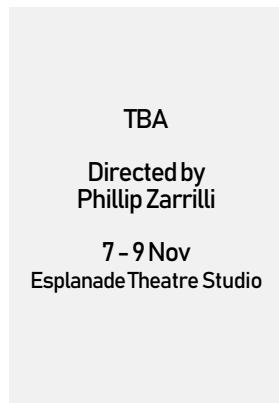 TBA
Directed by
Phillip Zarrilli
7 - 9 Nov
Esplanade Theatre Studio